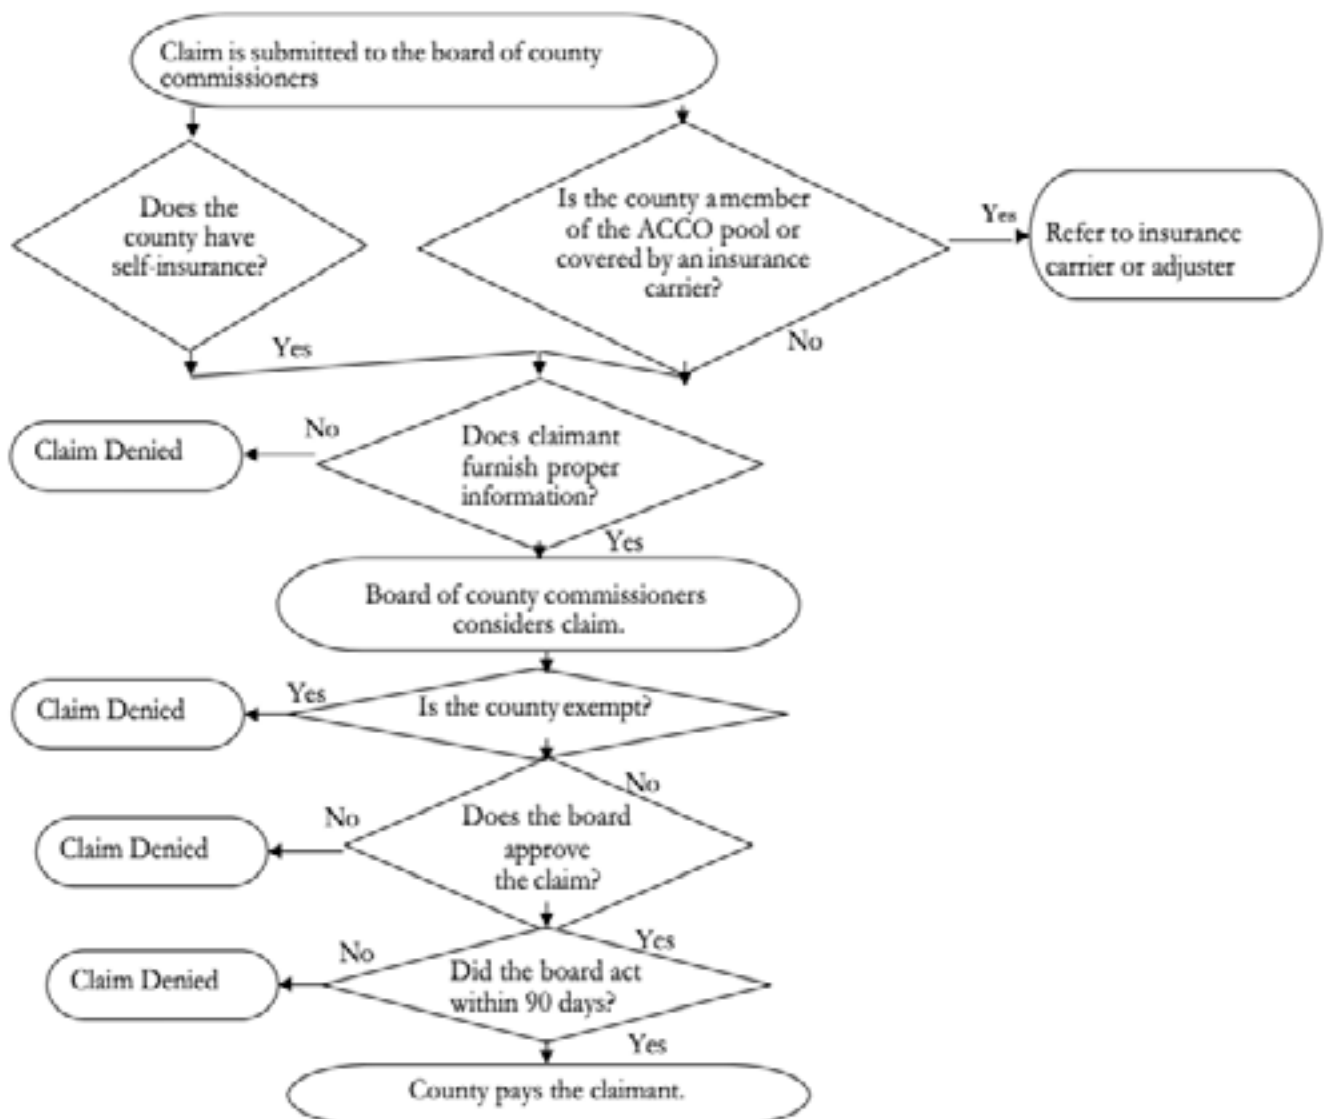 Claim is submitted to the board of county
commissioners
Does the
county have
self-insurance?
Is the county a member
of the ACCO pool or
covered by an insurance
carrier?
Yes
Refer to insurance
carrier or adjuster
Yes
No
Claim Denied
No
Does claimant
furnish proper
information?
Yes
Board of county commissioners
considers claim.
Claim Denied
Yes
Is the county exempt?
No
Claim Denied
No
Does the board
approve
the claim?
Yes
Claim Denied
No
Did the board act
within 90 days?
Yes
County pays the claimant.